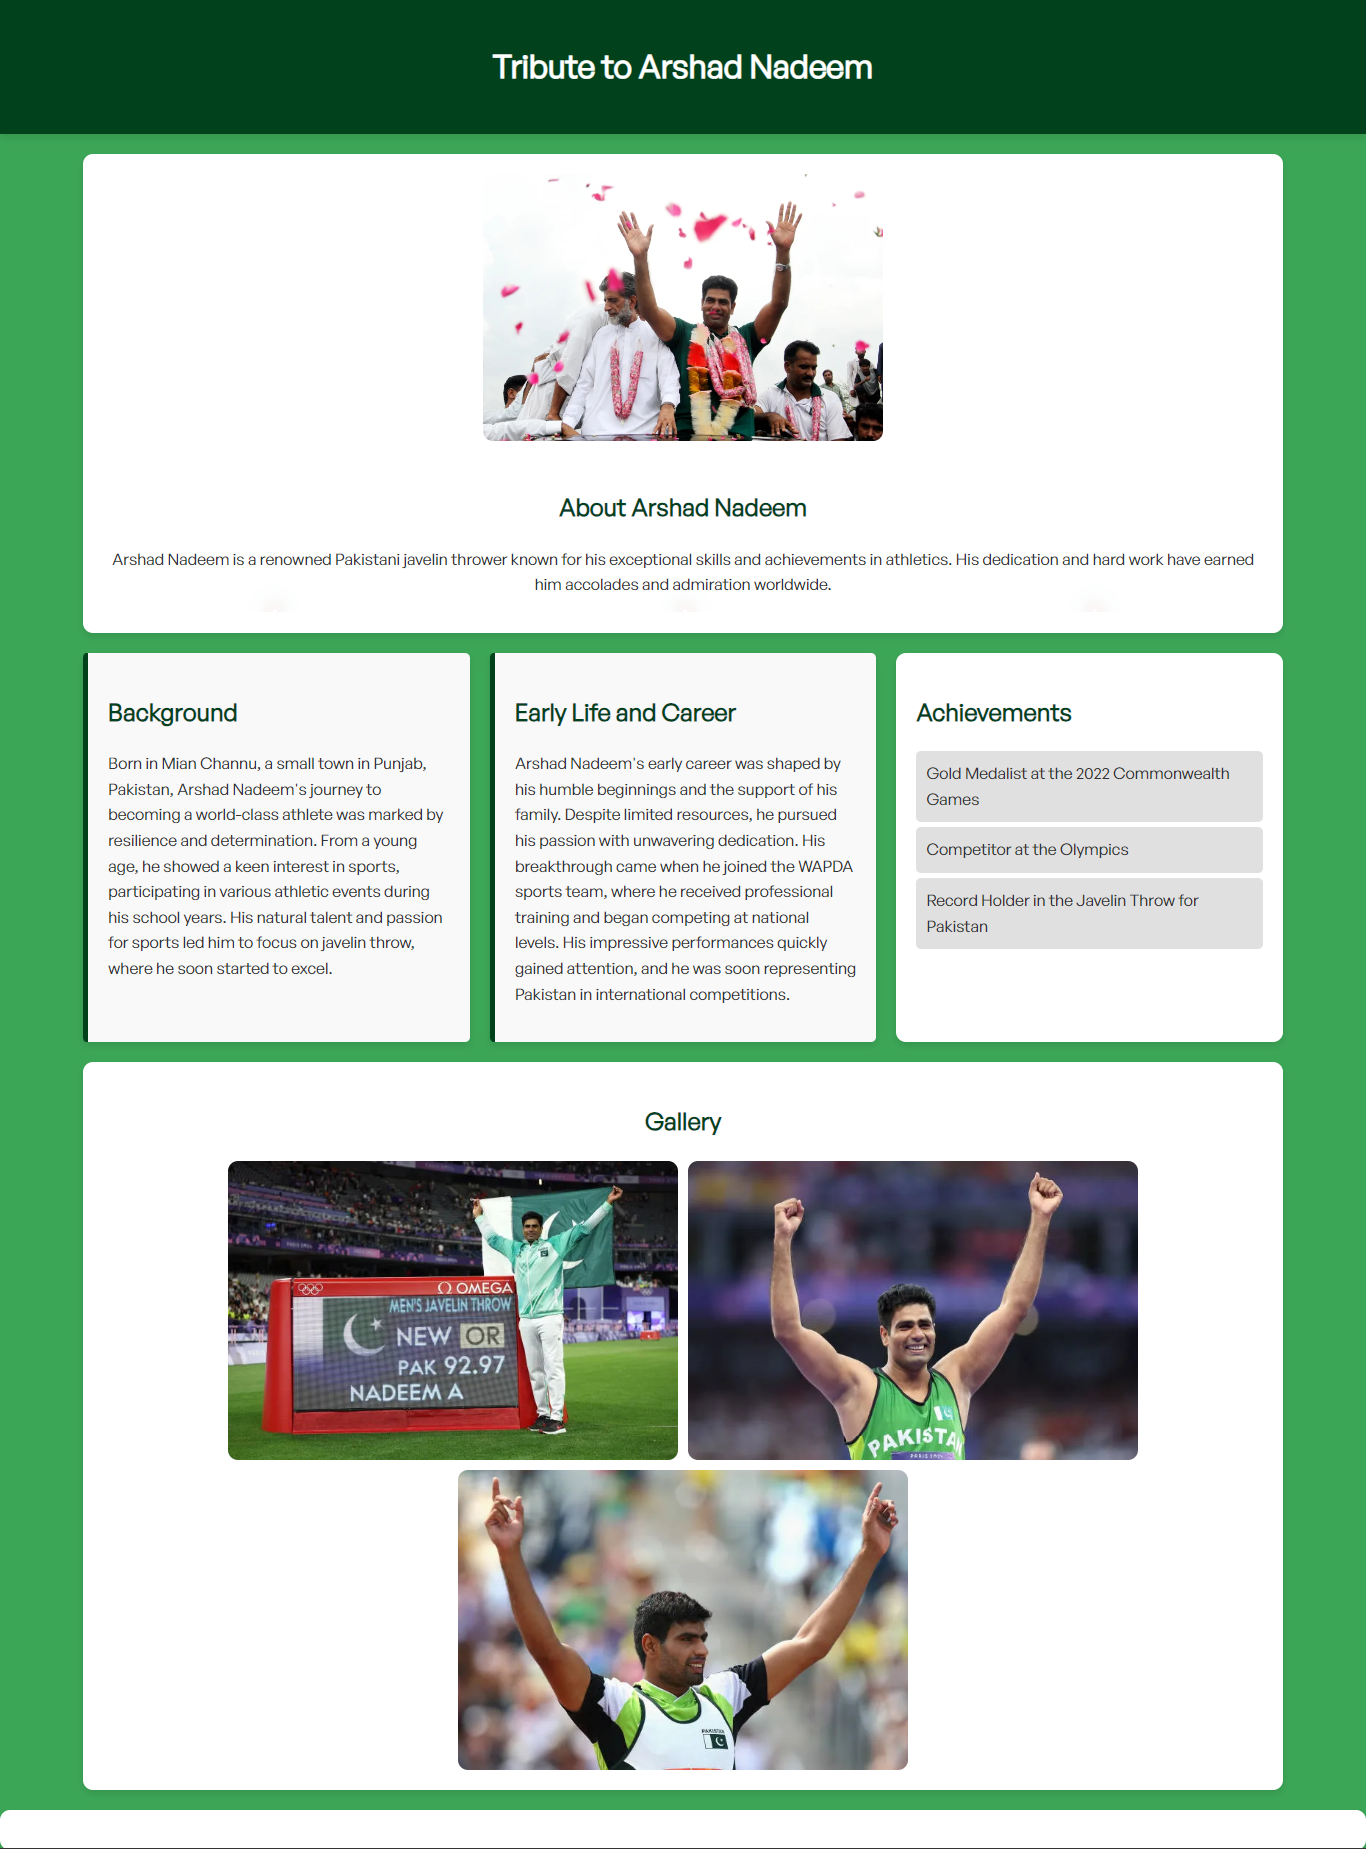 Tribute to Arshad Nadeem
About Arshad Nadeem
Arshad Nadeem is a renowned Pakistani javelin thrower known for his exceptional skills and achievements in athletics. His dedication and hard work have earned
him accolades and admiration worldwide.
Background
Born in Mian Channu, a small town in Punjab,
Pakistan, Arshad Nadeem's journey to
becoming a world-class athlete was marked by
resilience and determination. From a young
age, he showed a keen interest in sports,
participating in various athletic events during
his school years. His natural talent and passion
for sports led him to focus on javelin throw,
where he soon started to excel.
Early Life and Career
Arshad Nadeem's early career was shaped by
his humble beginnings and the support of his
family. Despite limited resources, he pursued
his passion with unwavering dedication. His
breakthrough came when he joined the WAPDA
sports team, where he received professional
training and began competing at national
levels. His impressive performances quickly
gained attention, and he was soon representing
Pakistan in international competitions.
Achievements
Gold Medalist at the 2022 Commonwealth
Games
Competitor at the Olympics
Record Holder in the Javelin Throw for
Pakistan
Gallery
Ω OMEGA
MEN'S JAVELIN THROW
NEW OR
PAK 92.97
NADEEM A
PAKISTAN
PARIS 2024
PAKISTAN